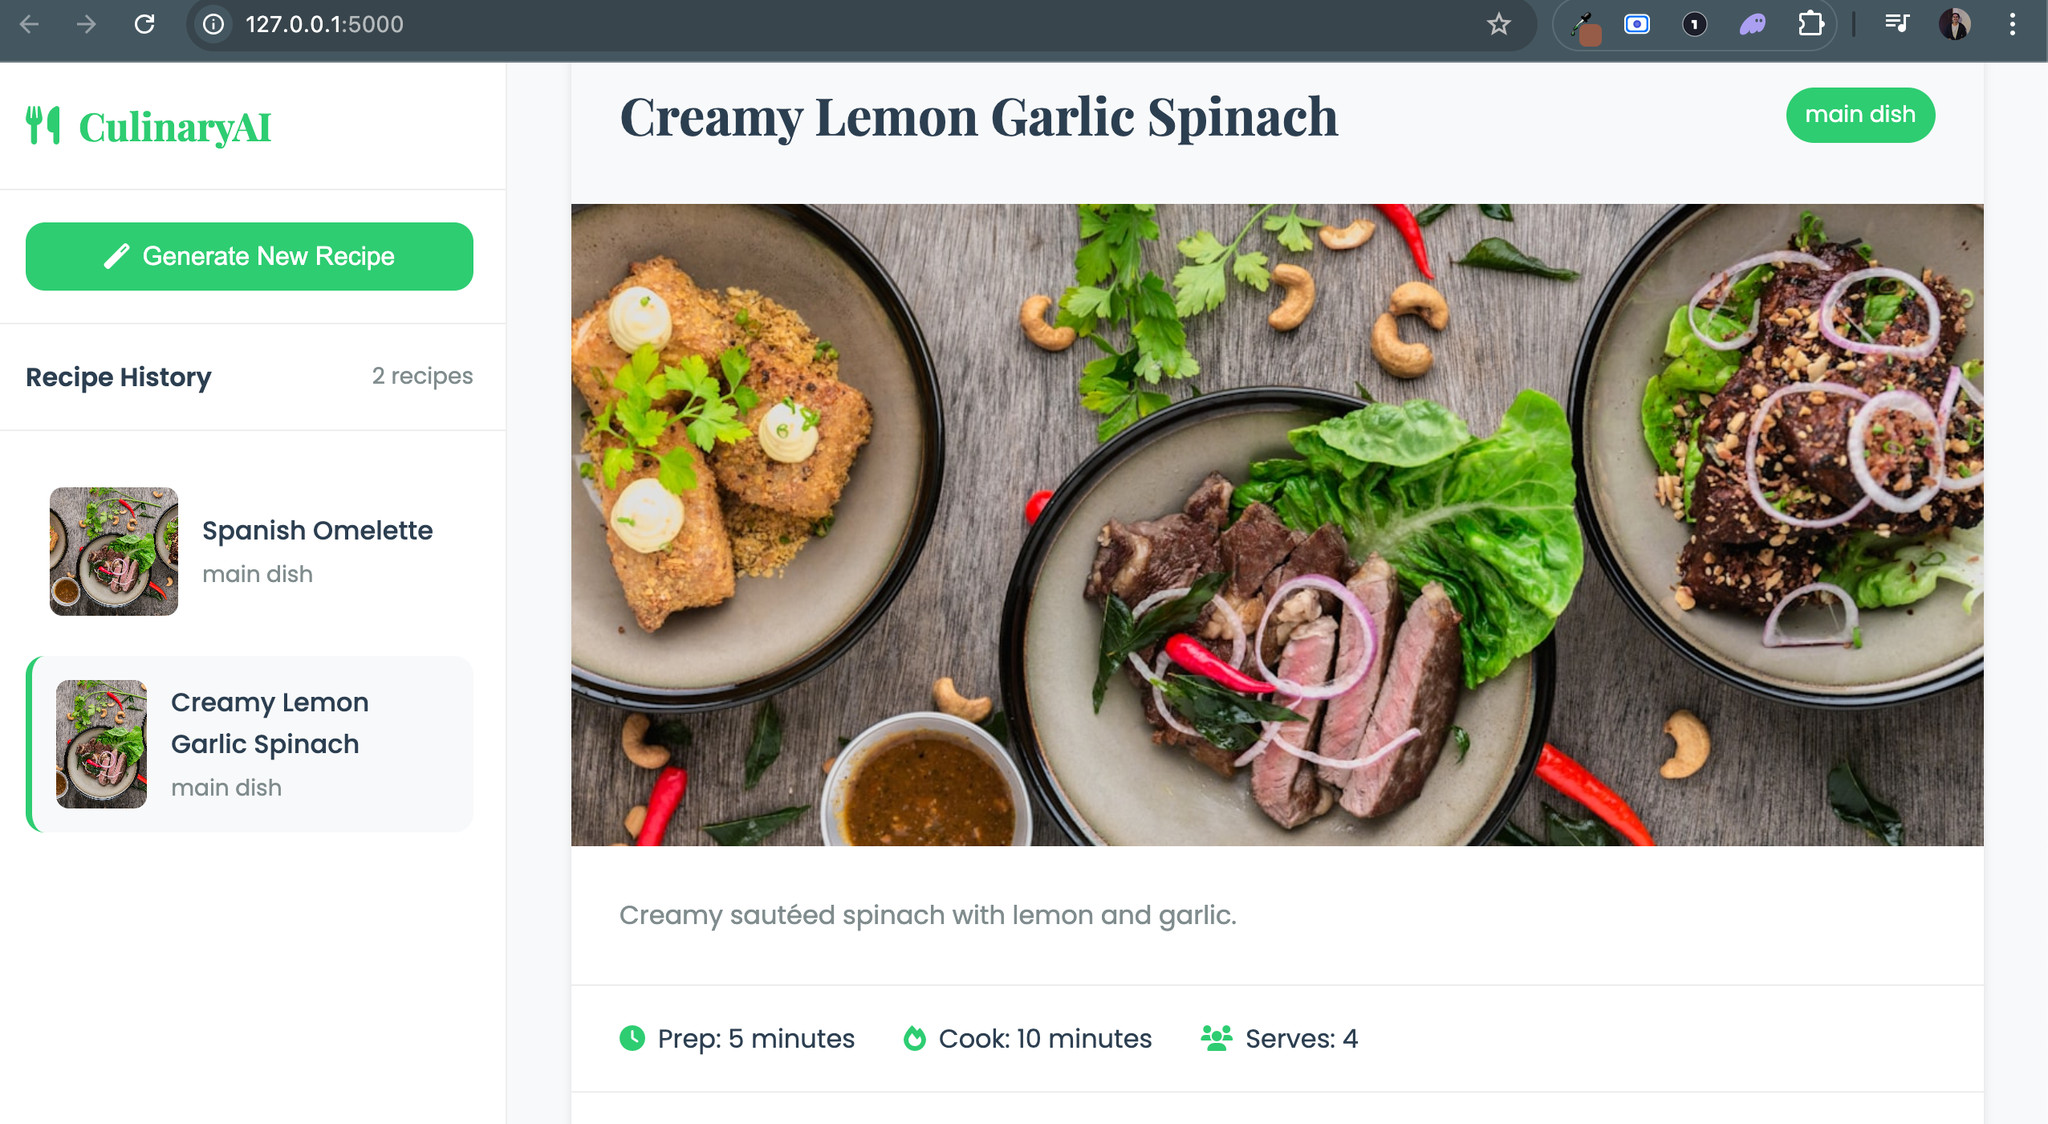 127.0.0.1:5000
CulinaryAI
Generate New Recipe
Recipe History
2 recipes
Spanish Omelette
main dish
Creamy Lemon
Garlic Spinach
main dish
Creamy Lemon Garlic Spinach
main dish
Creamy sautéed spinach with lemon and garlic.
Prep: 5 minutes
Cook: 10 minutes
Serves: 4